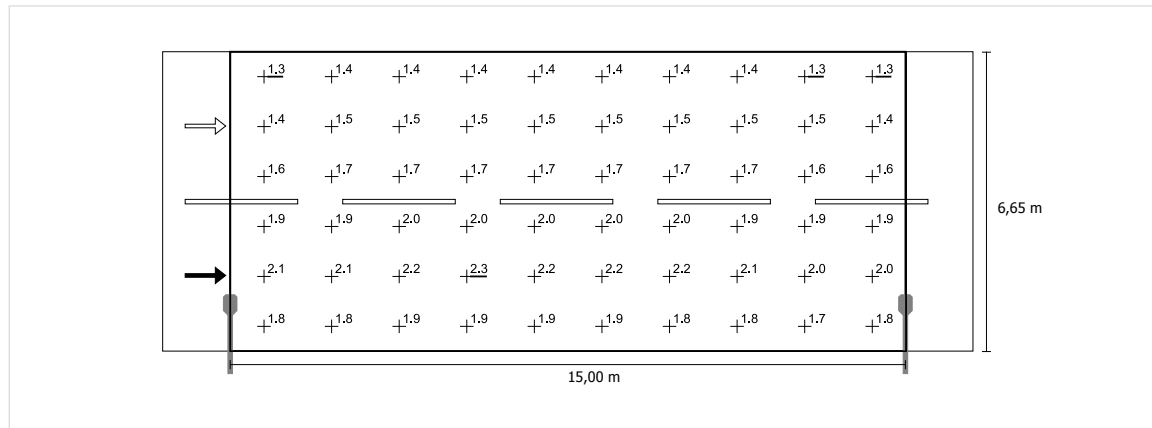 1.3 1.4 1.4 1.4 1.4 1.4 1.4 1.4 1.3 1.3
1.4 1.5 1.5 1.5 1.5 1.5 1.5 1.5 1.5 1.4
1.6 1.7 1.7 1.7 1.7 1.7 1.7 1.7 1.6 1.6
1.9 1.9 2.0 2.0 2.0 2.0 2.0 1.9 1.9 1.9
6,65 m
2.1 2.1 2.2 2.3 2.2 2.2 2.2 2.1 2.0 2.0
1.8 1.8 1.9 1.9 1.9 1.9 1.8 1.8 1.7 1.8
15,00 m